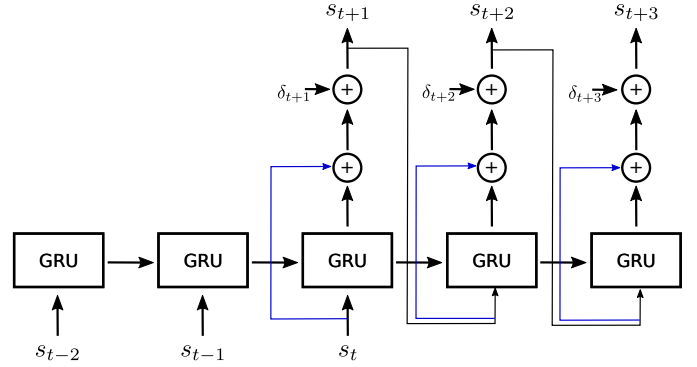 s_{t+1} s_{t+2} s_{t+3}
δ_{t+1} + δ_{t+2} + δ_{t+3} +
+ + +
GRU GRU GRU GRU GRU
s_{t−2} s_{t−1} s_t